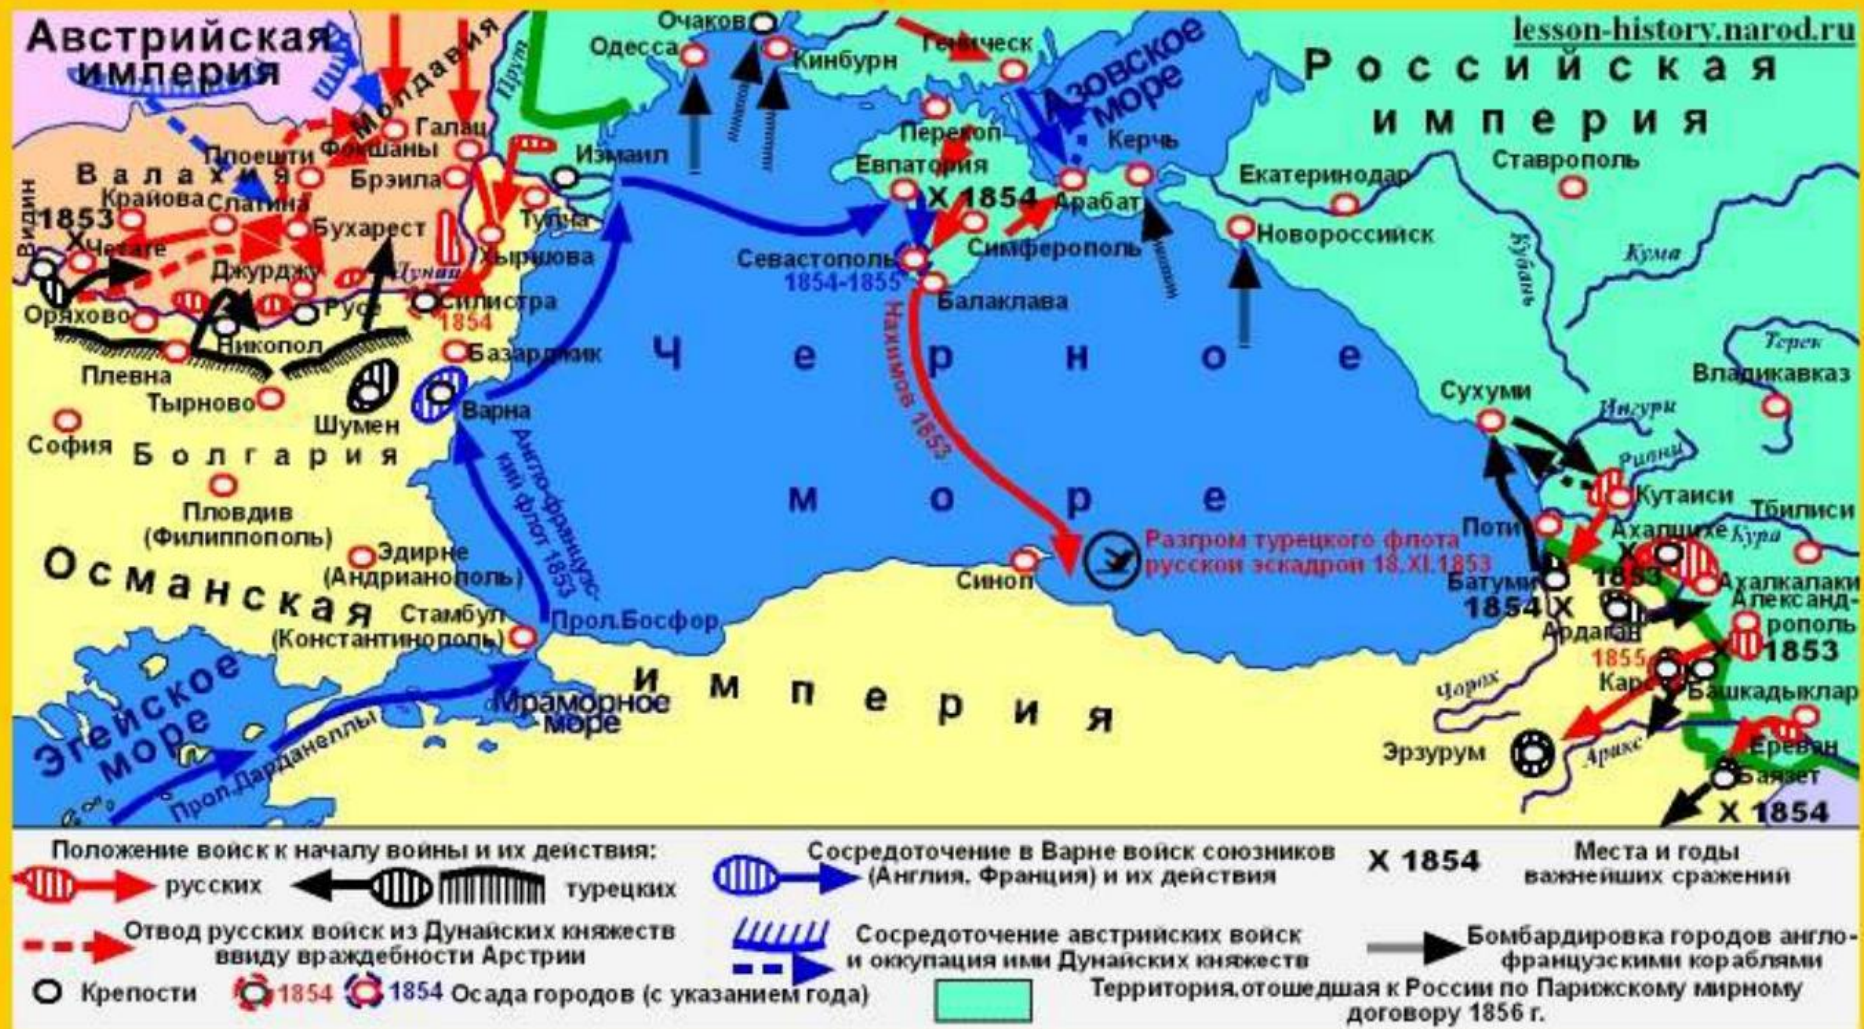 Австрийская
империя
lesson-history.narod.ru
Российская
империя
Молдавия
Прут
Очаков
Одесса
Кинбурн
Геническ
Азовское
море
Перекоп
Керчь
Евпатория
Х 1854
Арабат
Симферополь
Севастополь
1854-1855
Балаклава
Екатеринодар
Ставрополь
Новороссийск
Кубань
Кума
Терек
Владикавказ
Галац
Фокшаны
Плоешти
Измаил
Валахия
Брэила
Крайова
Слатина
Тулча
Видин
1853
Х
Четате
Бухарест
Хыршова
Джурджу
Дунай
Силистра
1854
Оряхово
Русе
Никопол
Базарджик
Плевна
Тырново
Шумен
Варна
София
Болгария
Пловдив
(Филиппополь)
Эдирне
(Андрианополь)
Османская
империя
Стамбул
(Константинополь)
Прол.Босфор
Англо-французс-
кий флот 1853
Нахимов 1853
Черное
море
Синоп
Разгром турецкого флота
русской эскадрой 18.XI.1853
Эгейское
море
Прол.Дарданеллы
Мраморное
море
Сухуми
Ингури
Риони
Кутаиси
Поти
Ахалцихе
Тбилиси
Кура
Х
1853
Батуми
1854 Х
Ахалкалаки
Александ-
рополь
Ардаган
1855
Карс
Х
1853
Башкадыклар
Чорох
Эрзурум
Аракс
Ереван
Баязет
Х 1854
Положение войск к началу войны и их действия:
русских
турецких
Отвод русских войск из Дунайских княжеств
ввиду враждебности Арстрии
Крепости
1854
1854
Осада городов (с указанием года)
Сосредоточение в Варне войск союзников
(Англия, Франция) и их действия
Сосредоточение австрийских войск
и оккупация ими Дунайских княжеств
Х 1854
Места и годы
важнейших сражений
Бомбардировка городов англо-
французскими кораблями
Территория,отошедшая к России по Парижскому мирному
договору 1856 г.